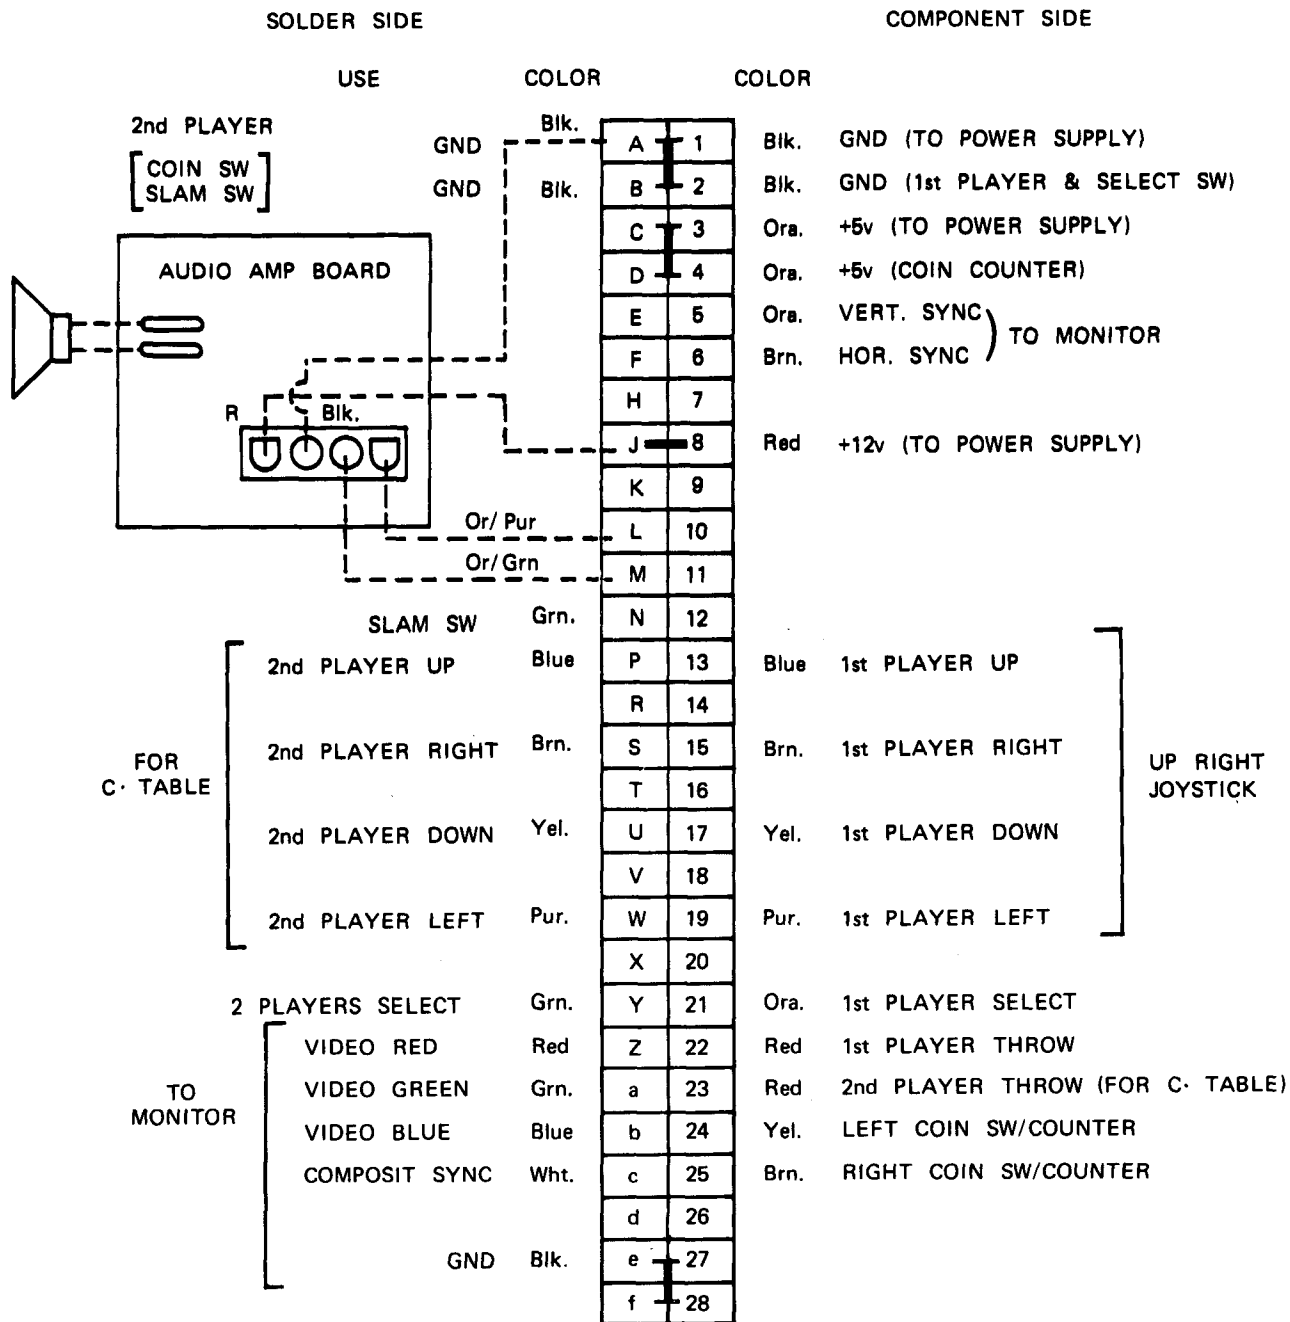 SOLDER SIDE COMPONENT SIDE
USE COLOR COLOR
2nd PLAYER
COIN SW
SLAM SW
GND Blk. A 1 Blk. GND (TO POWER SUPPLY)
GND Blk. B 2 Blk. GND (1st PLAYER & SELECT SW)
C 3 Ora. +5v (TO POWER SUPPLY)
AUDIO AMP BOARD
D 4 Ora. +5v (COIN COUNTER)
E 5 Ora. VERT. SYNC
TO MONITOR
F 6 Brn. HOR. SYNC
H 7
R Blk.
J 8 Red +12v (TO POWER SUPPLY)
K 9
Or/Pur L 10
Or/Grn M 11
SLAM SW Grn. N 12
2nd PLAYER UP Blue P 13 Blue 1st PLAYER UP
R 14
2nd PLAYER RIGHT Brn. S 15 Brn. 1st PLAYER RIGHT
FOR
C· TABLE
UP RIGHT
JOYSTICK
T 16
2nd PLAYER DOWN Yel. U 17 Yel. 1st PLAYER DOWN
V 18
2nd PLAYER LEFT Pur. W 19 Pur. 1st PLAYER LEFT
X 20
2 PLAYERS SELECT Grn. Y 21 Ora. 1st PLAYER SELECT
VIDEO RED Red Z 22 Red 1st PLAYER THROW
TO
MONITOR
VIDEO GREEN Grn. a 23 Red 2nd PLAYER THROW (FOR C· TABLE)
VIDEO BLUE Blue b 24 Yel. LEFT COIN SW/COUNTER
COMPOSIT SYNC Wht. c 25 Brn. RIGHT COIN SW/COUNTER
d 26
GND Blk. e 27
f 28